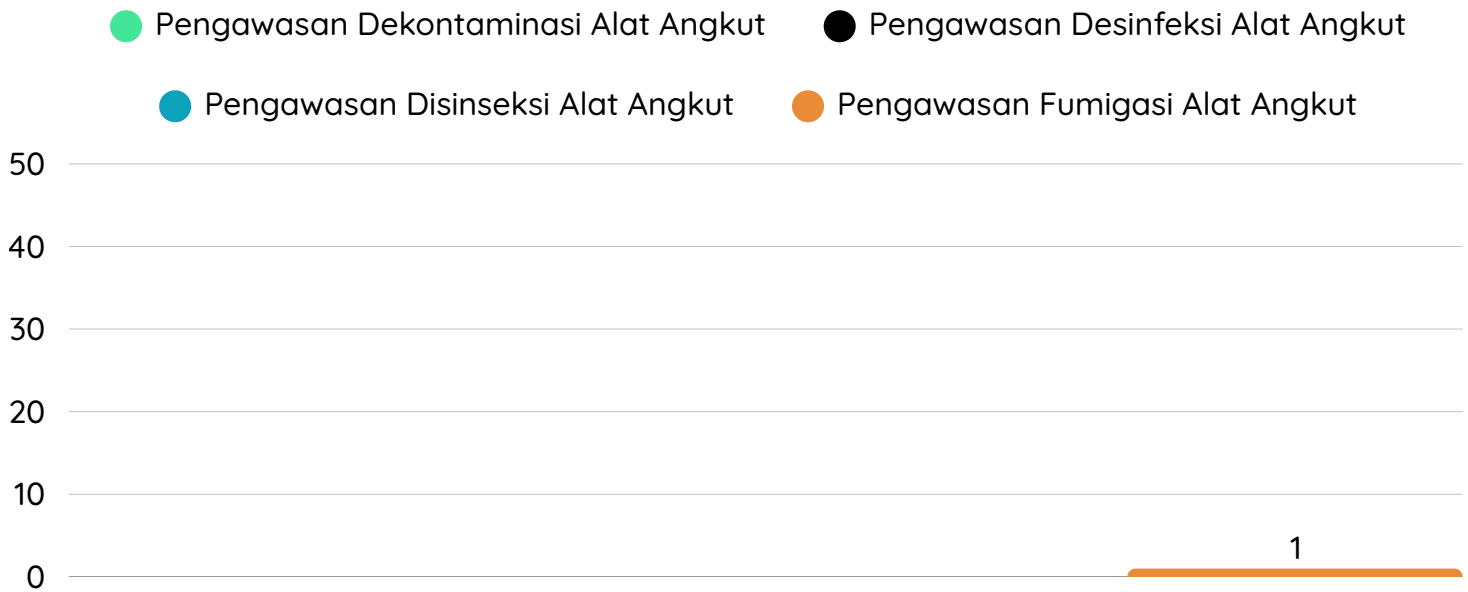 Pengawasan Dekontaminasi Alat Angkut
Pengawasan Desinfeksi Alat Angkut
Pengawasan Disinseksi Alat Angkut
Pengawasan Fumigasi Alat Angkut
50
40
30
20
10
1
0